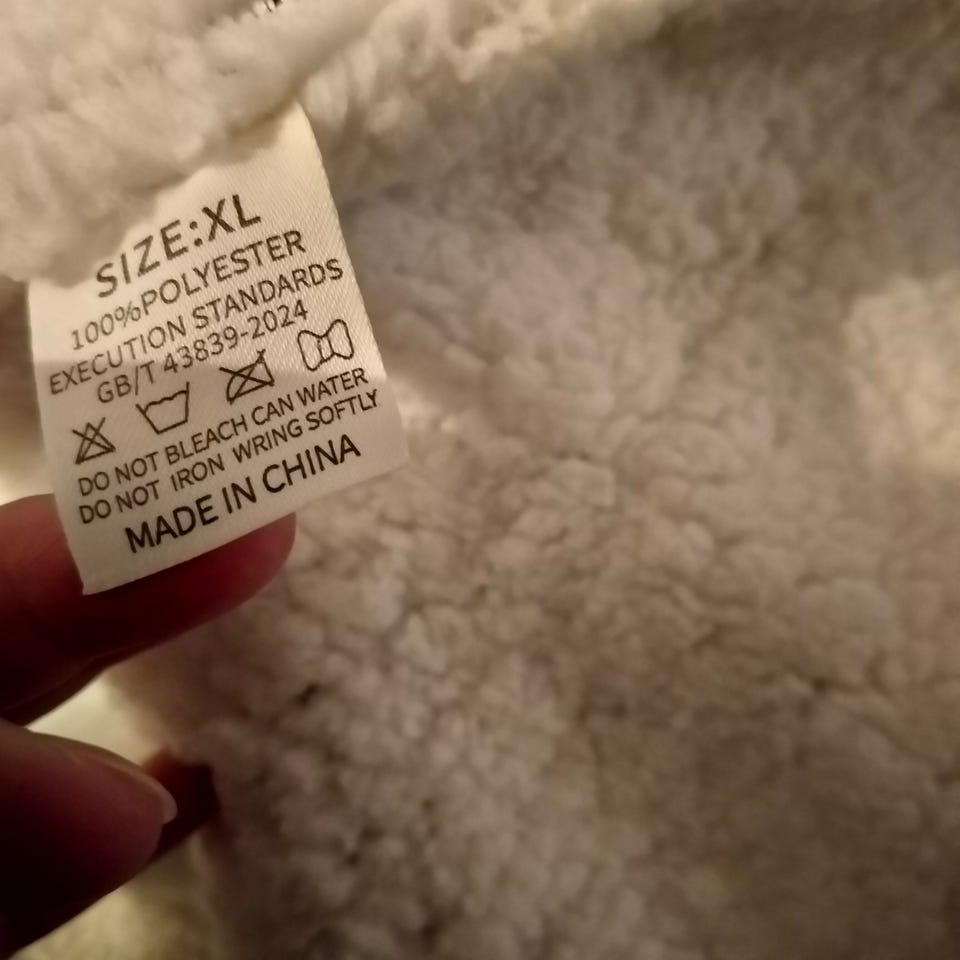 SIZE:XL
100%POLYESTER
EXECUTION STANDARDS
GB/T 43839-2024
DO NOT BLEACH CAN WATER
DO NOT IRON WRING SOFTLY
MADE IN CHINA